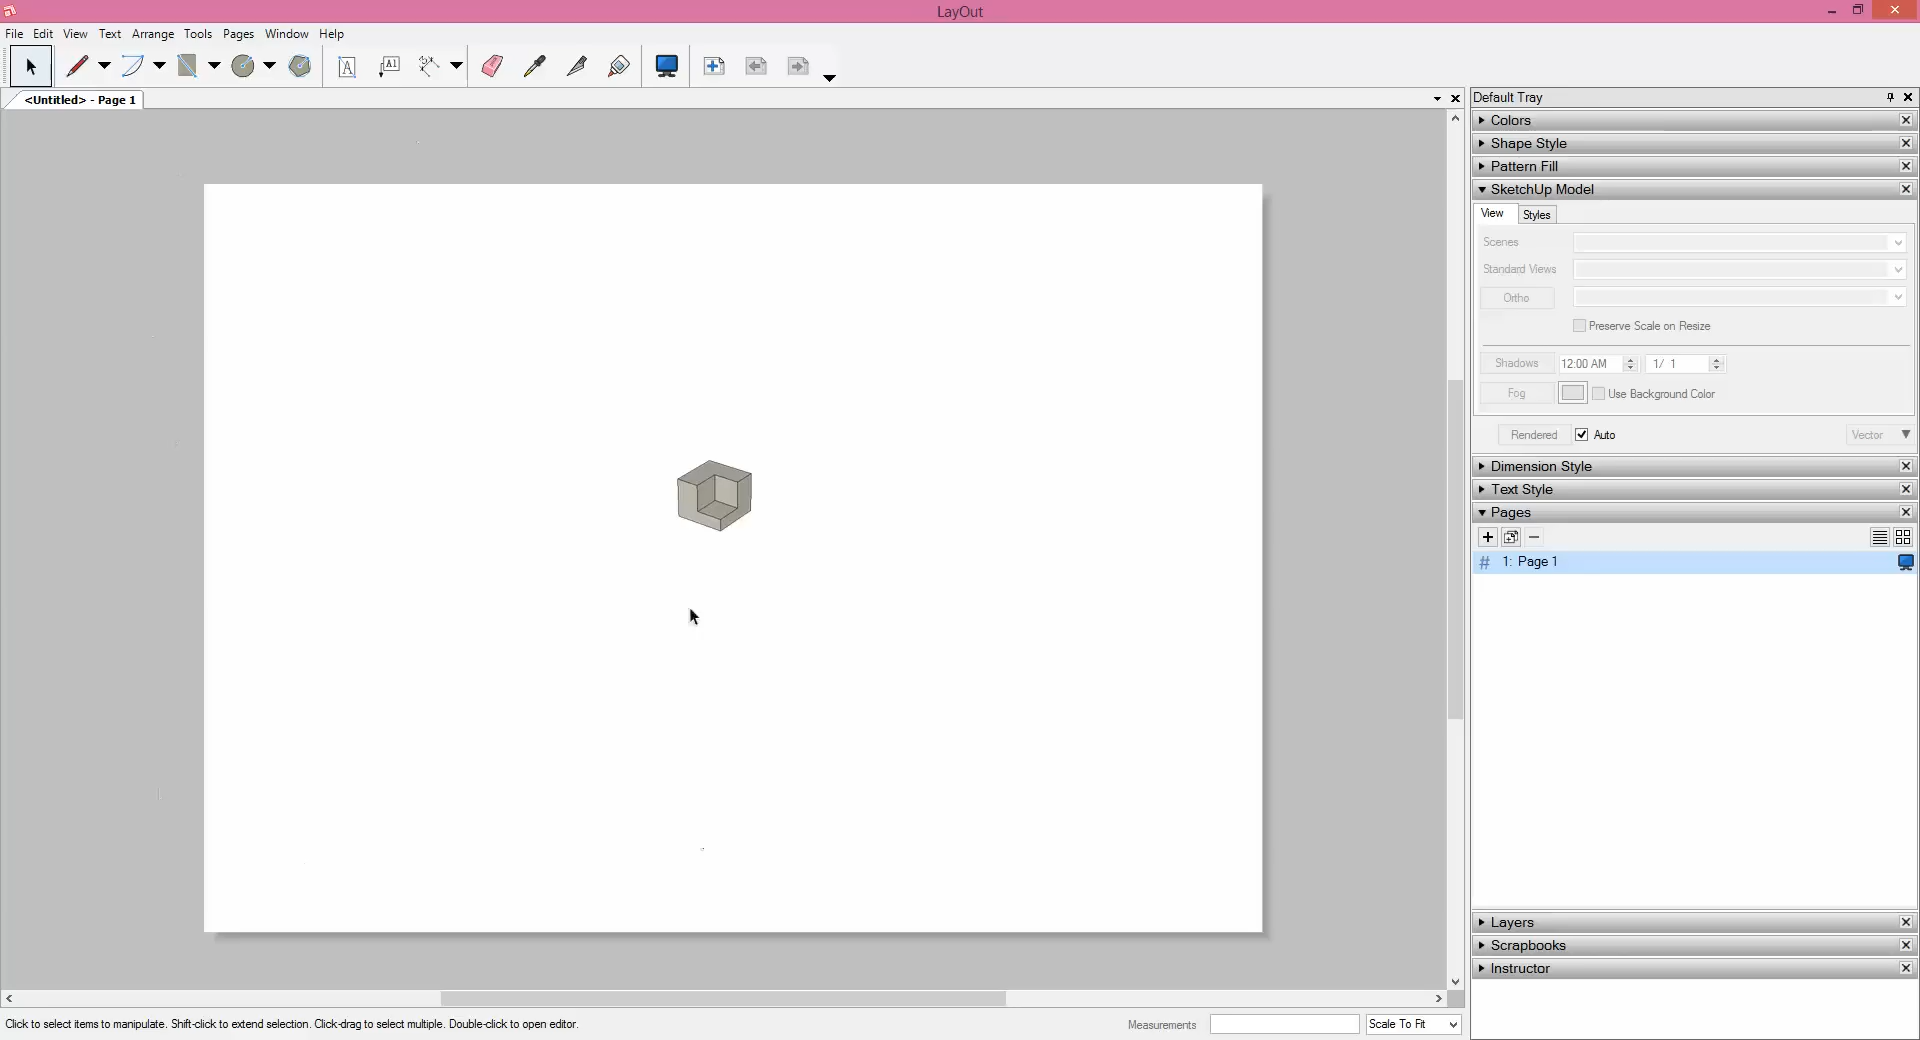 LayOut
File Edit View Text Arrange Tools Pages Window Help
A A1
<Untitled> - Page 1
Default Tray
Colors
Shape Style
Pattern Fill
SketchUp Model
View Styles
Scenes
Standard Views
Ortho
Preserve Scale on Resize
Shadows 12:00 AM 1/ 1
Fog Use Background Color
Rendered Auto Vector
Dimension Style
Text Style
Pages
# 1: Page 1
Layers
Scrapbooks
Instructor
Click to select items to manipulate. Shift-click to extend selection. Click-drag to select multiple. Double-click to open editor. Measurements Scale To Fit